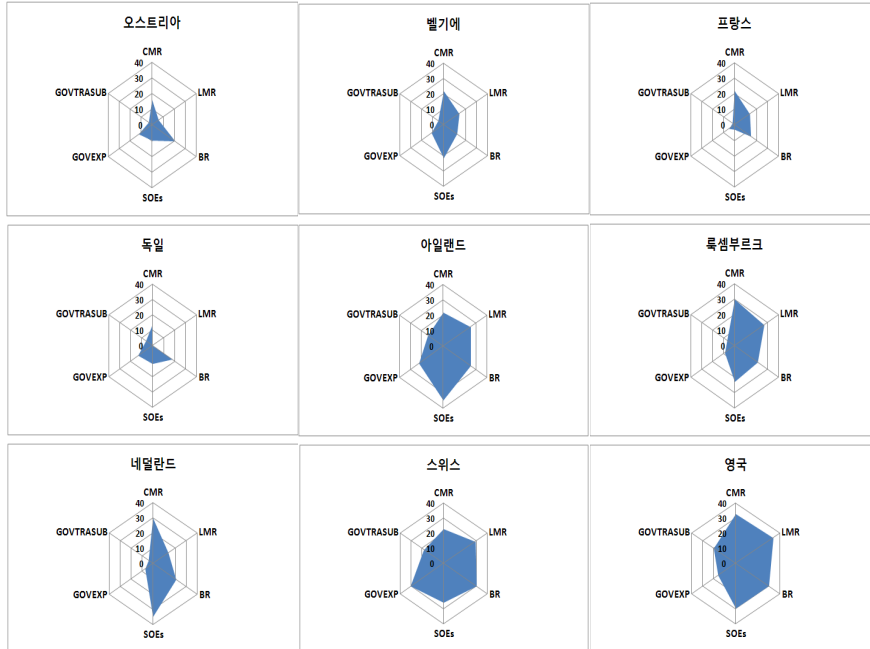 오스트리아
CMR
40
30
20
10
0
GOVTRASUB
LMR
GOVEXP
BR
SOEs
벨기에
CMR
40
30
20
10
0
GOVTRASUB
LMR
GOVEXP
BR
SOEs
프랑스
CMR
40
30
20
10
0
GOVTRASUB
LMR
GOVEXP
BR
SOEs
독일
CMR
40
30
20
10
0
GOVTRASUB
LMR
GOVEXP
BR
SOEs
아일랜드
CMR
40
30
20
10
0
GOVTRASUB
LMR
GOVEXP
BR
SOEs
룩셈부르크
CMR
40
30
20
10
0
GOVTRASUB
LMR
GOVEXP
BR
SOEs
네덜란드
CMR
40
30
20
10
0
GOVTRASUB
LMR
GOVEXP
BR
SOEs
스위스
CMR
40
30
20
10
0
GOVTRASUB
LMR
GOVEXP
BR
SOEs
영국
CMR
40
30
20
10
0
GOVTRASUB
LMR
GOVEXP
BR
SOEs